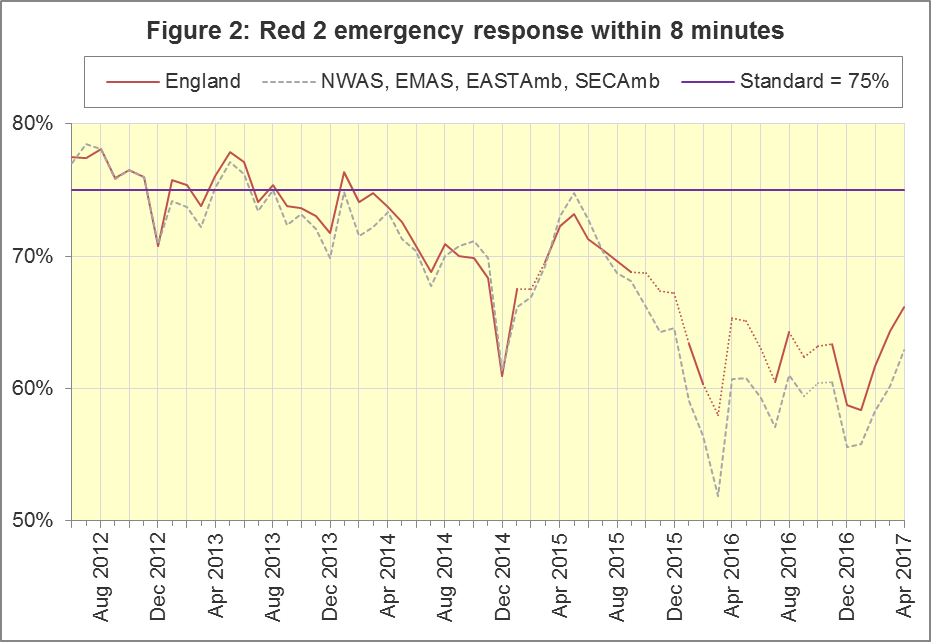 Figure 2: Red 2 emergency response within 8 minutes
England NWAS, EMAS, EASTAmb, SECAmb Standard = 75%
80%
70%
60%
50%
Aug 2012
Dec 2012
Apr 2013
Aug 2013
Dec 2013
Apr 2014
Aug 2014
Dec 2014
Apr 2015
Aug 2015
Dec 2015
Apr 2016
Aug 2016
Dec 2016
Apr 2017